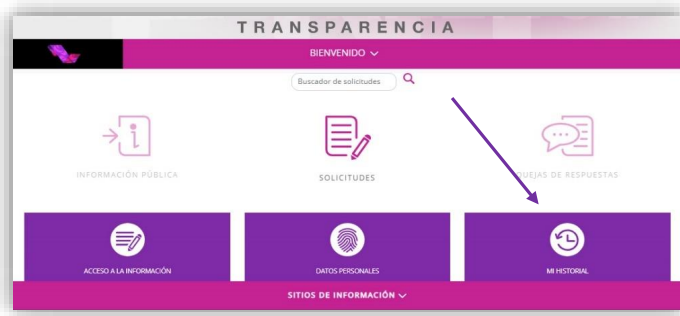 TRANSPARENCIA
BIENVENIDO
Buscador de solicitudes
INFORMACIÓN PÚBLICA
SOLICITUDES
QUEJAS DE RESPUESTAS
ACCESO A LA INFORMACIÓN
DATOS PERSONALES
MI HISTORIAL
SITIOS DE INFORMACIÓN